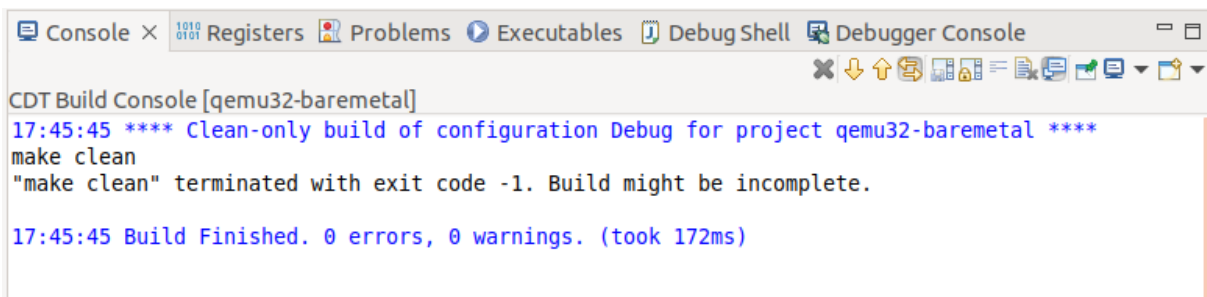 Console Registers Problems Executables Debug Shell Debugger Console
CDT Build Console [qemu32-baremetal]
17:45:45 **** Clean-only build of configuration Debug for project qemu32-baremetal ****
make clean
"make clean" terminated with exit code -1. Build might be incomplete.
17:45:45 Build Finished. 0 errors, 0 warnings. (took 172ms)